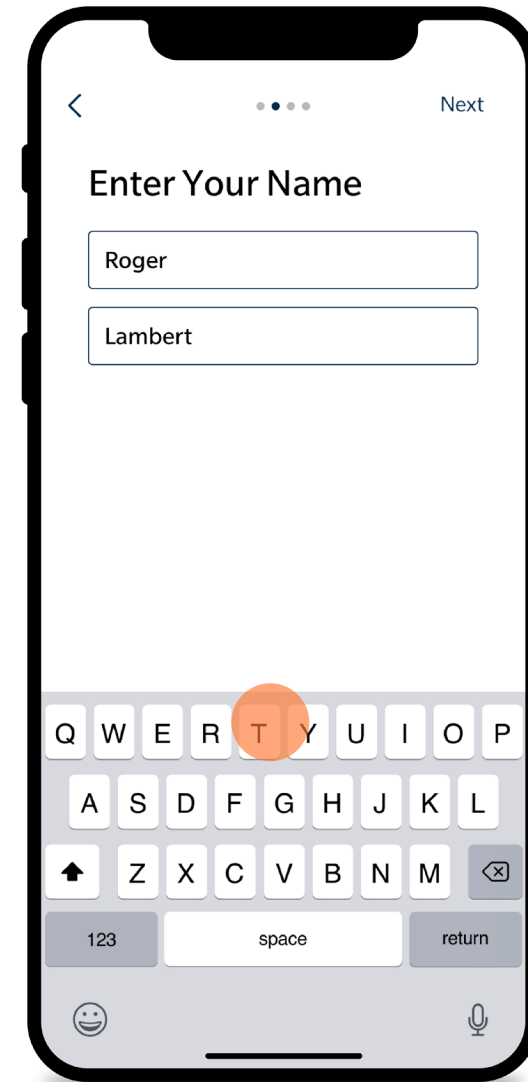 Next
Enter Your Name
Roger
Lambert
Q W E R T Y U I O P
A S D F G H J K L
Z X C V B N M
123 space return